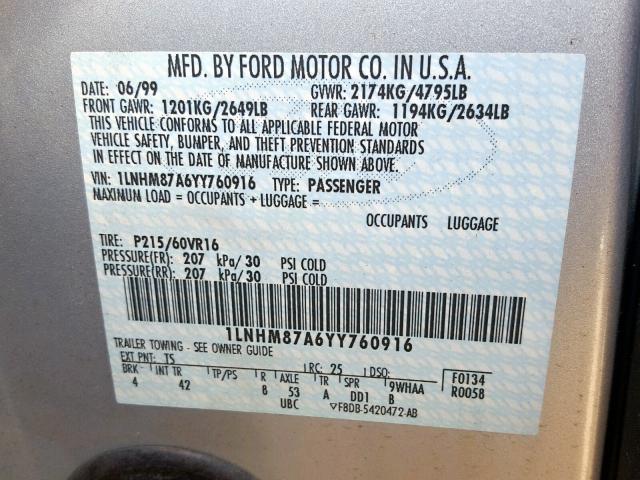 MFD. BY FORD MOTOR CO. IN U.S.A.
DATE: 06/99 GVWR: 2174KG/4795LB
FRONT GAWR: 1201KG/2649LB REAR GAWR: 1194KG/2634LB
THIS VEHICLE CONFORMS TO ALL APPLICABLE FEDERAL MOTOR
VEHICLE SAFETY, BUMPER, AND THEFT PREVENTION STANDARDS
IN EFFECT ON THE DATE OF MANUFACTURE SHOWN ABOVE.
VIN: 1LNHM87A6YY760916 TYPE: PASSENGER
MAXIMUM LOAD = OCCUPANTS + LUGGAGE =
OCCUPANTS LUGGAGE
TIRE: P215/60VR16
PRESSURE(FR): 207 kPa/30 PSI COLD
PRESSURE(RR): 207 kPa/30 PSI COLD
1LNHM87A6YY760916
TRAILER TOWING - SEE OWNER GUIDE
EXT PNT: TS RC: 25 DSO: F0134
BRK INT TR TP/PS R AXLE TR SPR 9WHAA R0058
4 42 8 53 A DD1 B
UBC ▽F8DB-5420472-AB